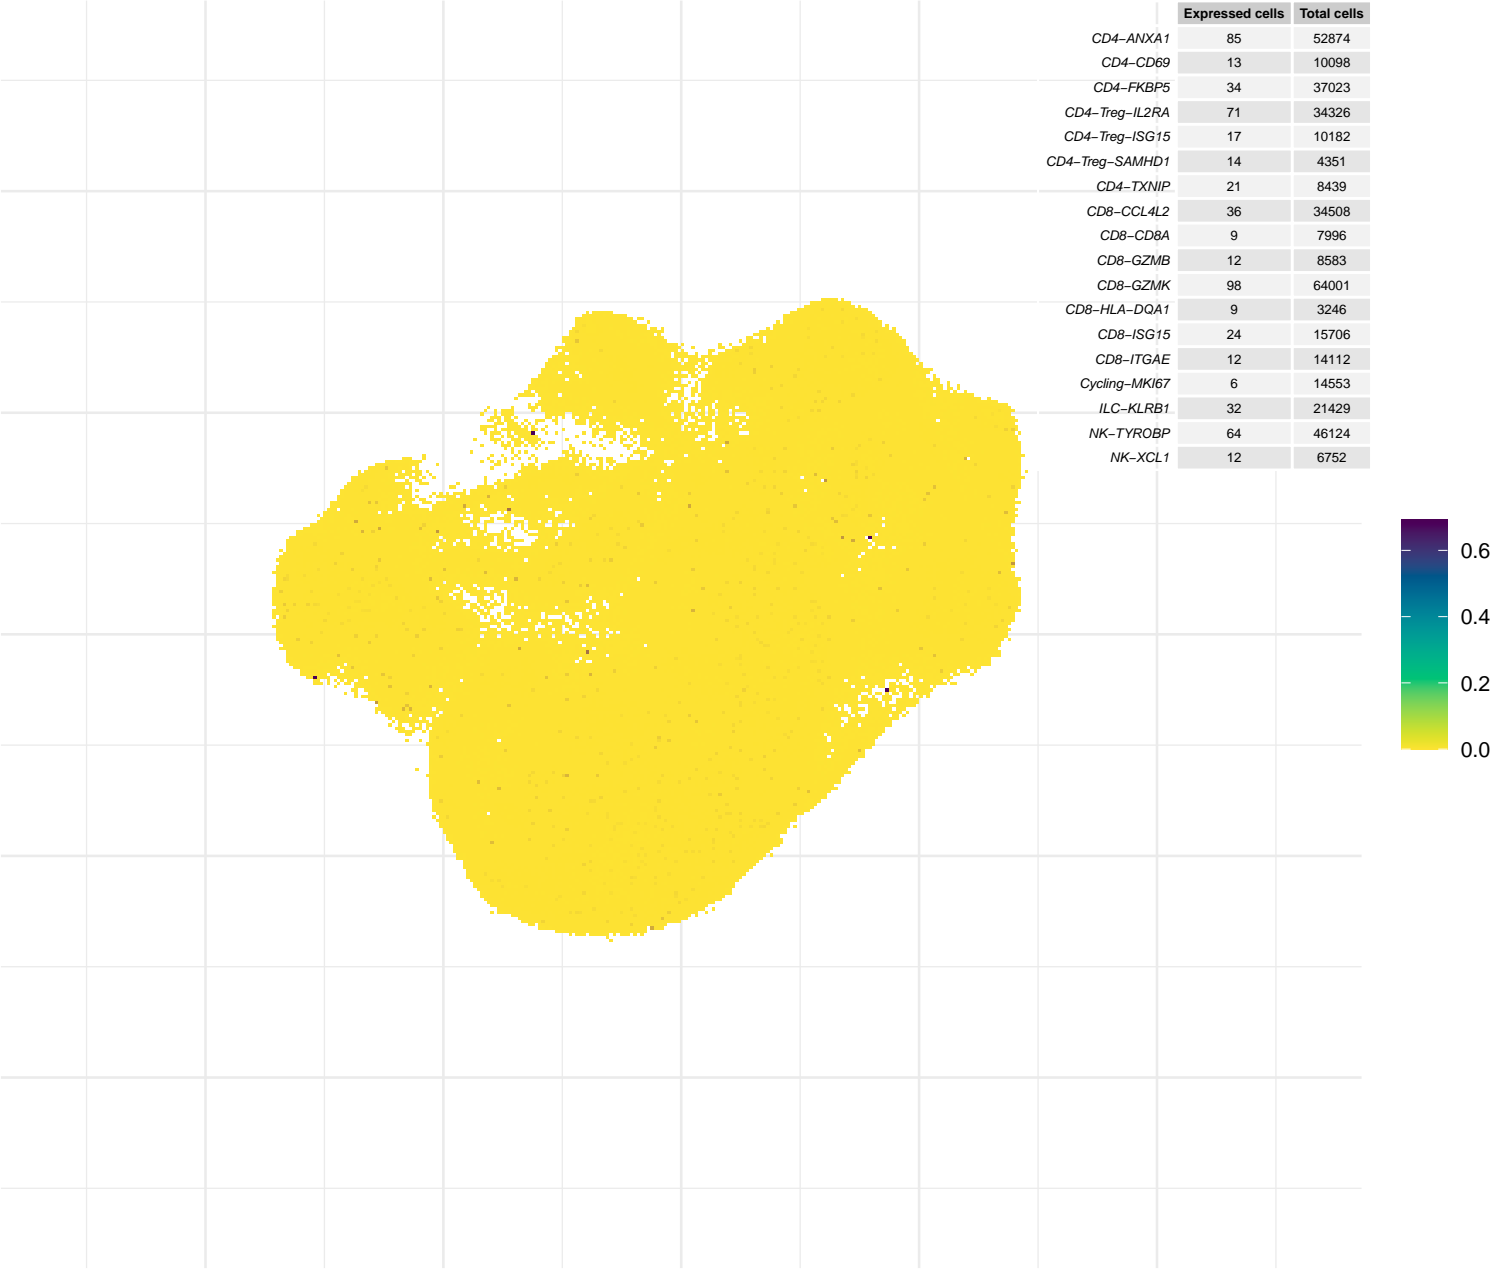 Expressed cells Total cells
CD4−ANXA1 85 52874
CD4−CD69 13 10098
CD4−FKBP5 34 37023
CD4−Treg−IL2RA 71 34326
CD4−Treg−ISG15 17 10182
CD4−Treg−SAMHD1 14 4351
CD4−TXNIP 21 8439
CD8−CCL4L2 36 34508
CD8−CD8A 9 7996
CD8−GZMB 12 8583
CD8−GZMK 98 64001
CD8−HLA−DQA1 9 3246
CD8−ISG15 24 15706
CD8−ITGAE 12 14112
Cycling−MKI67 6 14553
ILC−KLRB1 32 21429
NK−TYROBP 64 46124
NK−XCL1 12 6752
0.6
0.4
0.2
0.0